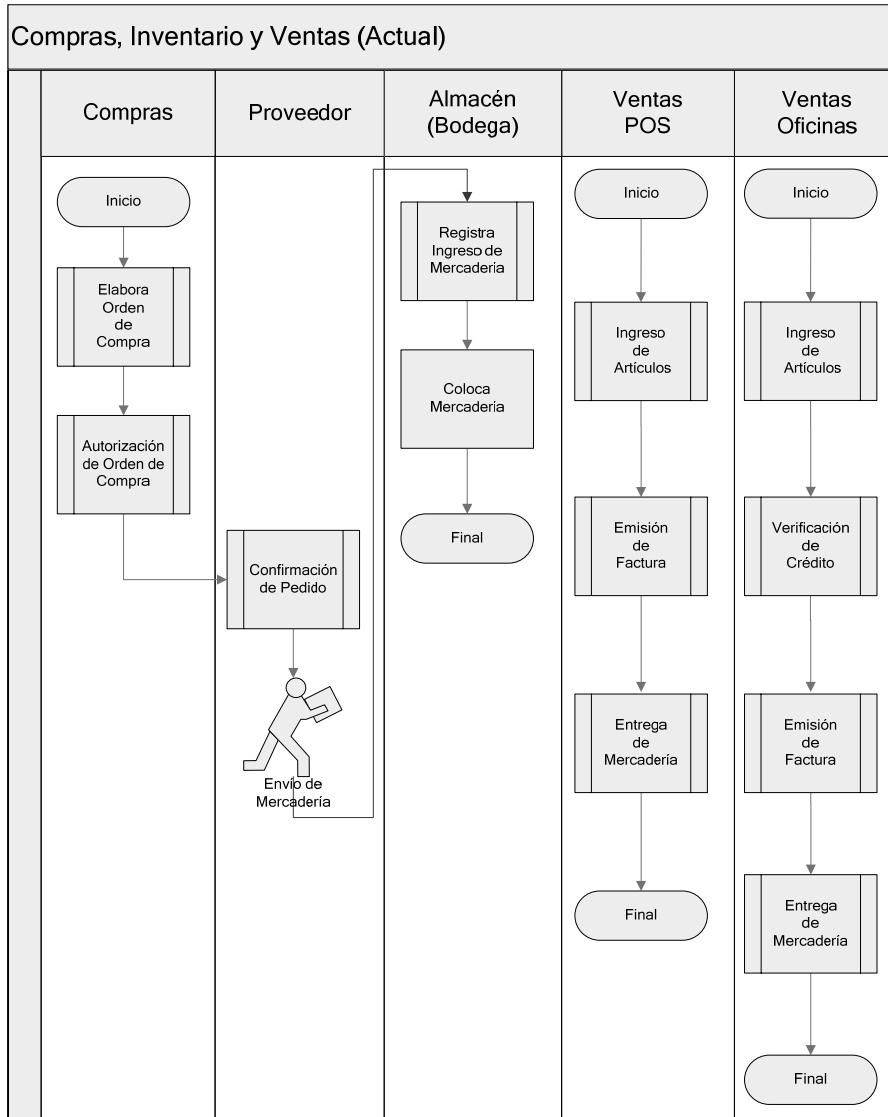 Compras, Inventario y Ventas (Actual)
Compras
Proveedor
Almacén
(Bodega)
Ventas
POS
Ventas
Oficinas
Inicio
Elabora
Orden
de
Compra
Autorización
de Orden de
Compra
Confirmación
de Pedido
Envío de
Mercadería
Registra
Ingreso de
Mercadería
Coloca
Mercadería
Final
Inicio
Ingreso
de
Artículos
Emisión
de
Factura
Entrega
de
Mercadería
Final
Inicio
Ingreso
de
Artículos
Verificación
de
Crédito
Emisión
de
Factura
Entrega
de
Mercadería
Final